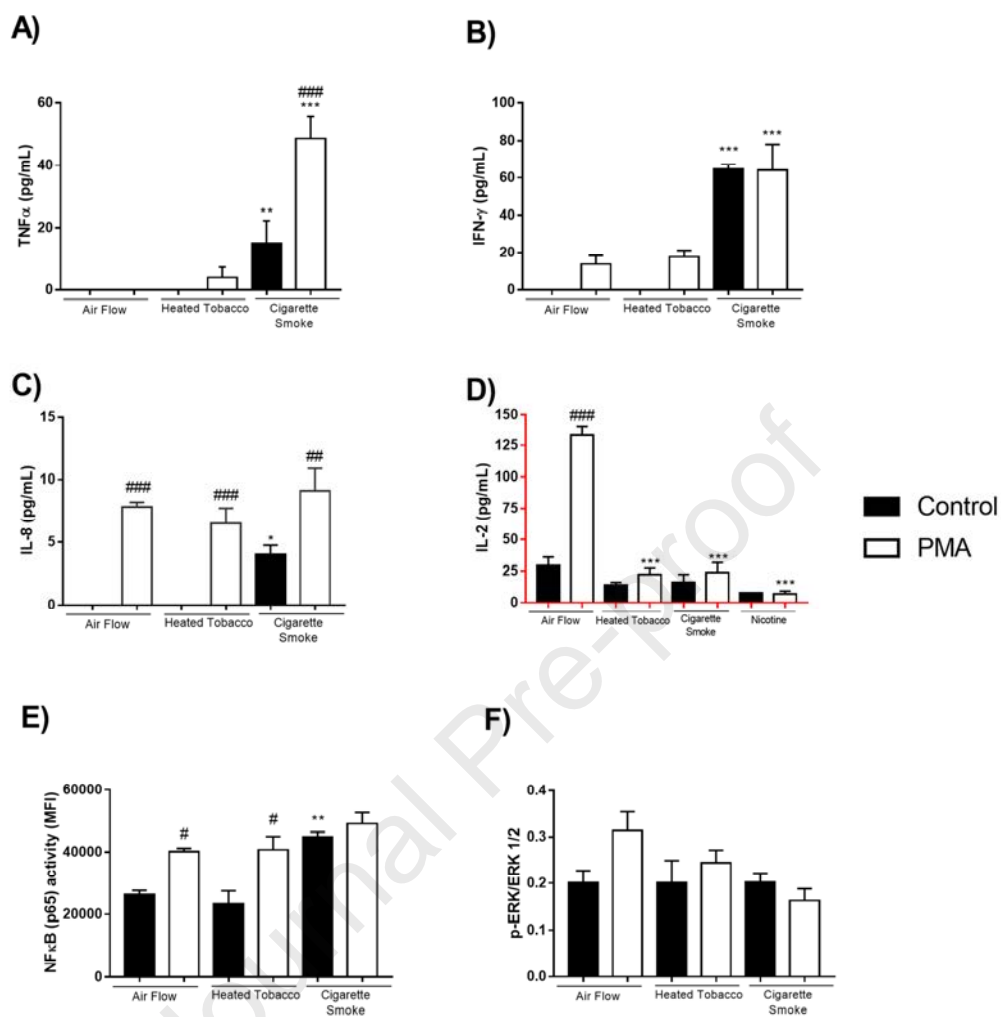 A)
###
***
**
60
40
20
0
TNFα (pg/mL)
Air Flow
Heated Tobacco
Cigarette
Smoke
B)
***
***
100
80
60
40
20
0
IFN-γ (pg/mL)
Air Flow
Heated Tobacco
Cigarette
Smoke
C)
###
###
*
##
15
10
5
0
IL-8 (pg/mL)
Air Flow
Heated Tobacco
Cigarette
Smoke
D)
###
***
***
***
150
125
100
75
50
25
0
IL-2 (pg/mL)
Air Flow
Heated Tobacco
Cigarette
Smoke
Nicotine
Control
PMA
E)
#
#
**
60000
40000
20000
0
NFκB (p65) activity (MFI)
Air Flow
Heated Tobacco
Cigarette
Smoke
F)
0.4
0.3
0.2
0.1
0.0
p-ERK/ERK 1/2
Air Flow
Heated Tobacco
Cigarette
Smoke
Journal Pre-proof